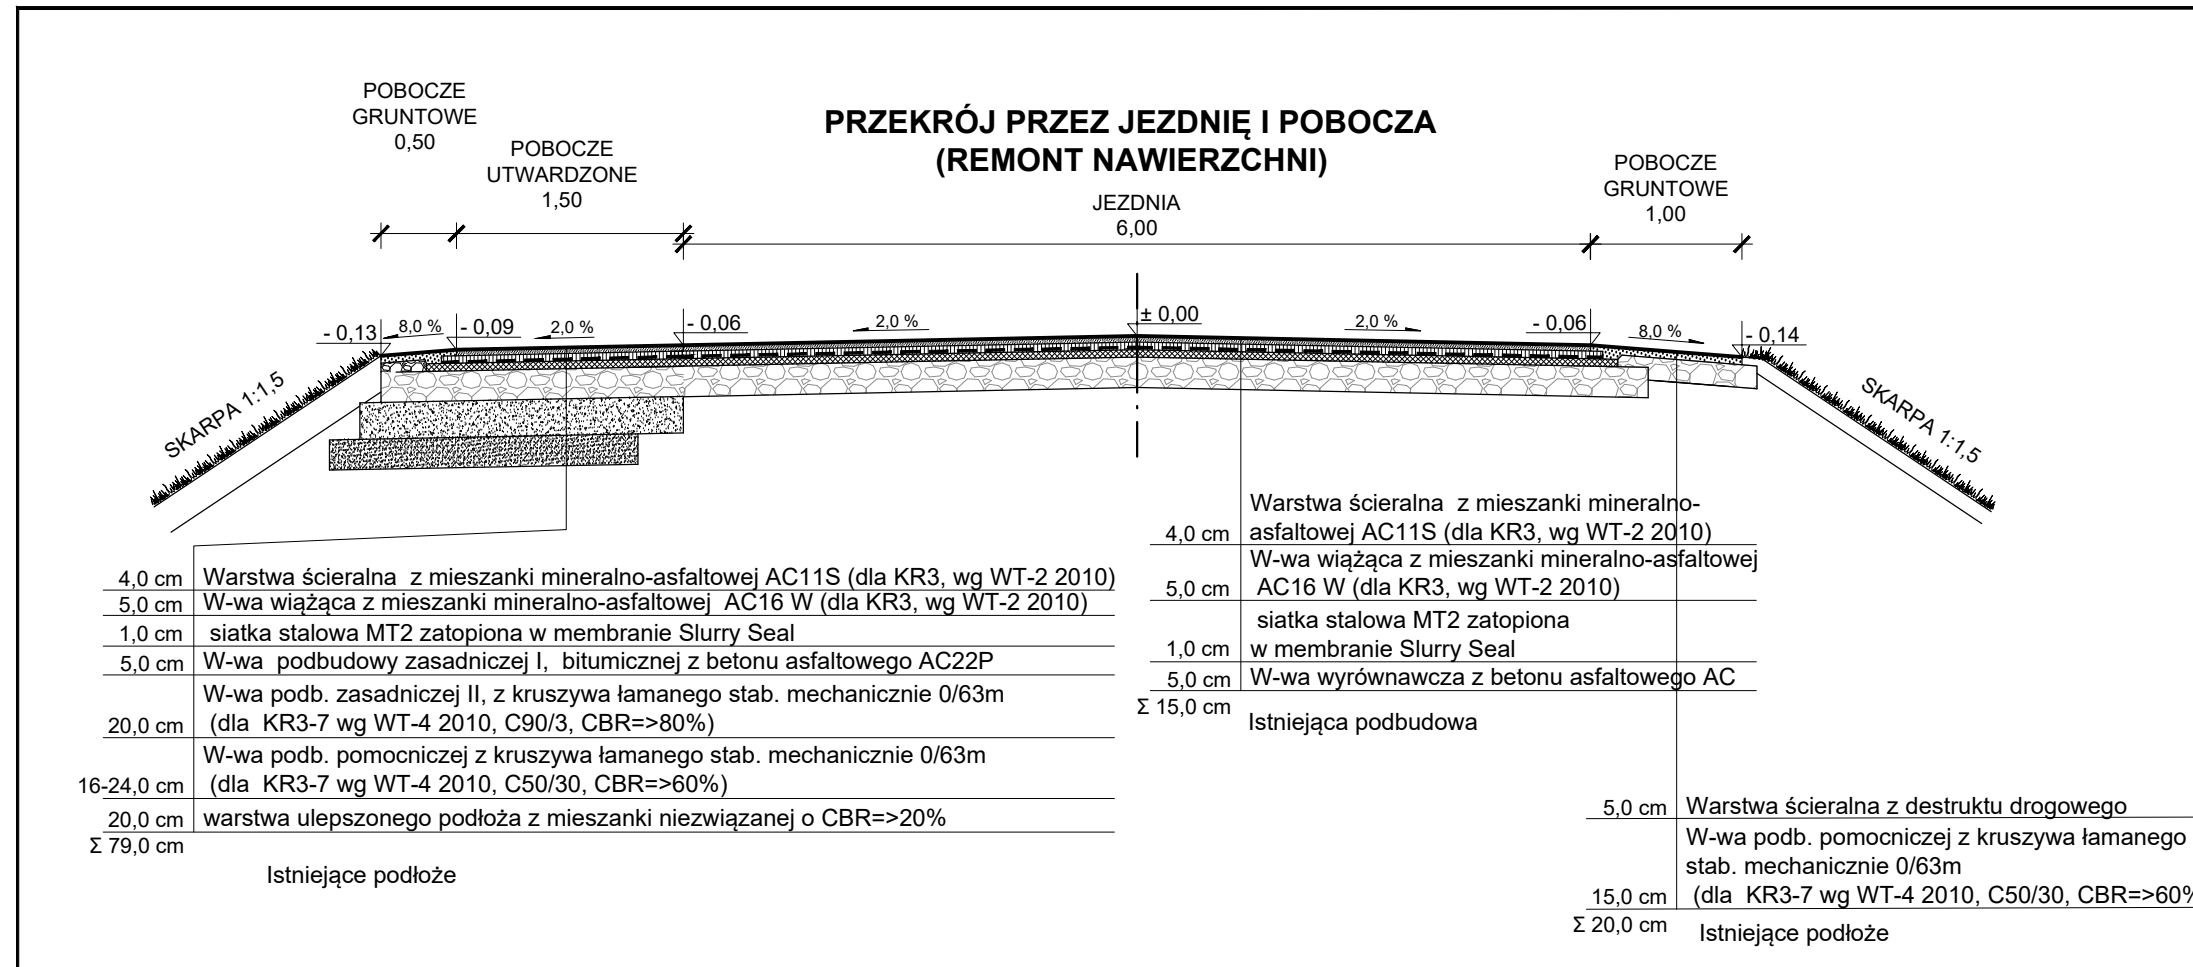 POBOCZE
GRUNTOWE
0,50
POBOCZE
UTWARDZONE
1,50
PRZEKRÓJ PRZEZ JEZDNIĘ I POBOCZA
(REMONT NAWIERZCHNI)
JEZDNIA
6,00
POBOCZE
GRUNTOWE
1,00
- 0,13
8,0 %
- 0,09
2,0 %
- 0,06
2,0 %
± 0,00
2,0 %
- 0,06
8,0 %
- 0,14
SKARPA 1:1,5
SKARPA 1:1,5
4,0 cm Warstwa ścieralna z mieszanki mineralno-asfaltowej AC11S (dla KR3, wg WT-2 2010)
5,0 cm W-wa wiążąca z mieszanki mineralno-asfaltowej AC16 W (dla KR3, wg WT-2 2010)
1,0 cm siatka stalowa MT2 zatopiona w membranie Slurry Seal
5,0 cm W-wa podbudowy zasadniczej I, bitumicznej z betonu asfaltowego AC22P
W-wa podb. zasadniczej II, z kruszywa łamanego stab. mechanicznie 0/63m
20,0 cm (dla KR3-7 wg WT-4 2010, C90/3, CBR=>80%)
W-wa podb. pomocniczej z kruszywa łamanego stab. mechanicznie 0/63m
16-24,0 cm (dla KR3-7 wg WT-4 2010, C50/30, CBR=>60%)
20,0 cm warstwa ulepszonego podłoża z mieszanki niezwiązanej o CBR=>20%
Σ 79,0 cm
Istniejące podłoże
Warstwa ścieralna z mieszanki mineralno-
4,0 cm asfaltowej AC11S (dla KR3, wg WT-2 2010)
W-wa wiążąca z mieszanki mineralno-asfaltowej
5,0 cm AC16 W (dla KR3, wg WT-2 2010)
siatka stalowa MT2 zatopiona
1,0 cm w membranie Slurry Seal
5,0 cm W-wa wyrównawcza z betonu asfaltowego AC
Σ 15,0 cm
Istniejąca podbudowa
5,0 cm Warstwa ścieralna z destruktu drogowego
W-wa podb. pomocniczej z kruszywa łamanego
stab. mechanicznie 0/63m
15,0 cm (dla KR3-7 wg WT-4 2010, C50/30, CBR=>60%
Σ 20,0 cm
Istniejące podłoże